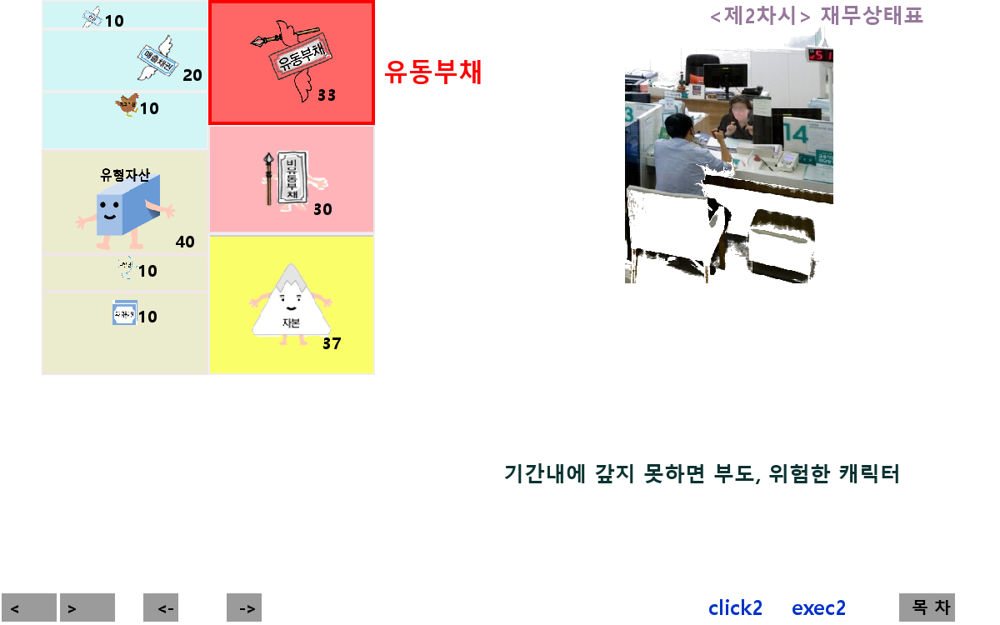 <제2차시> 재무상태표
10
매출채권
20
10
유형자산
40
10
10
유동부채
33
유동부채
비유동부채
30
자본
37
51
3
14
기간내에 갚지 못하면 부도, 위험한 캐릭터
<
>
<-
->
click2
exec2
목 차